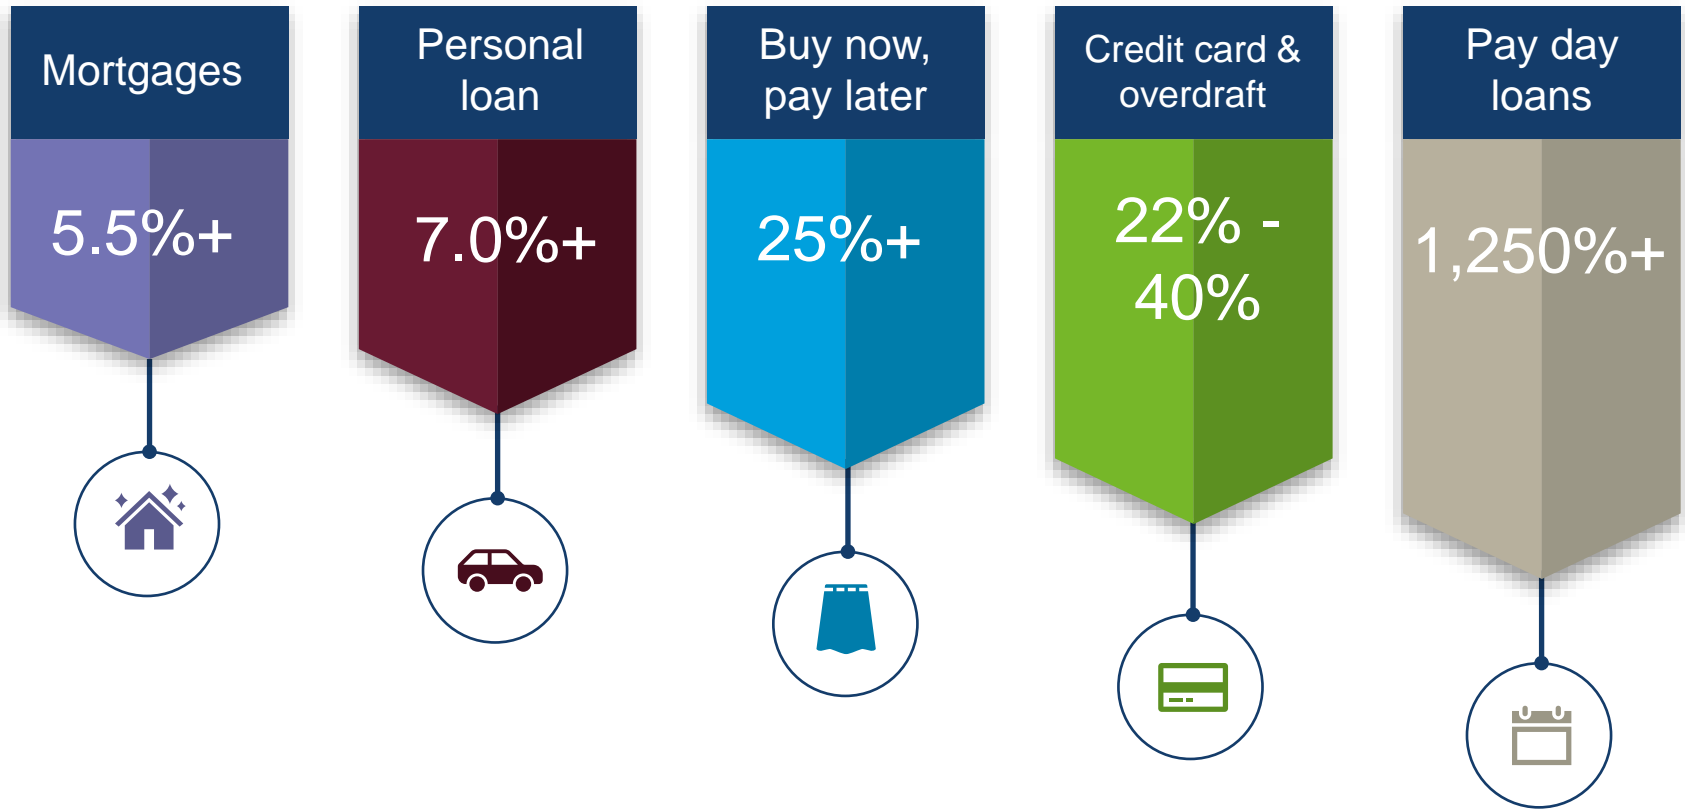 Mortgages
5.5%+
Personal
loan
7.0%+
Buy now,
pay later
25%+
Credit card &
overdraft
22% -
40%
Pay day
loans
1,250%+